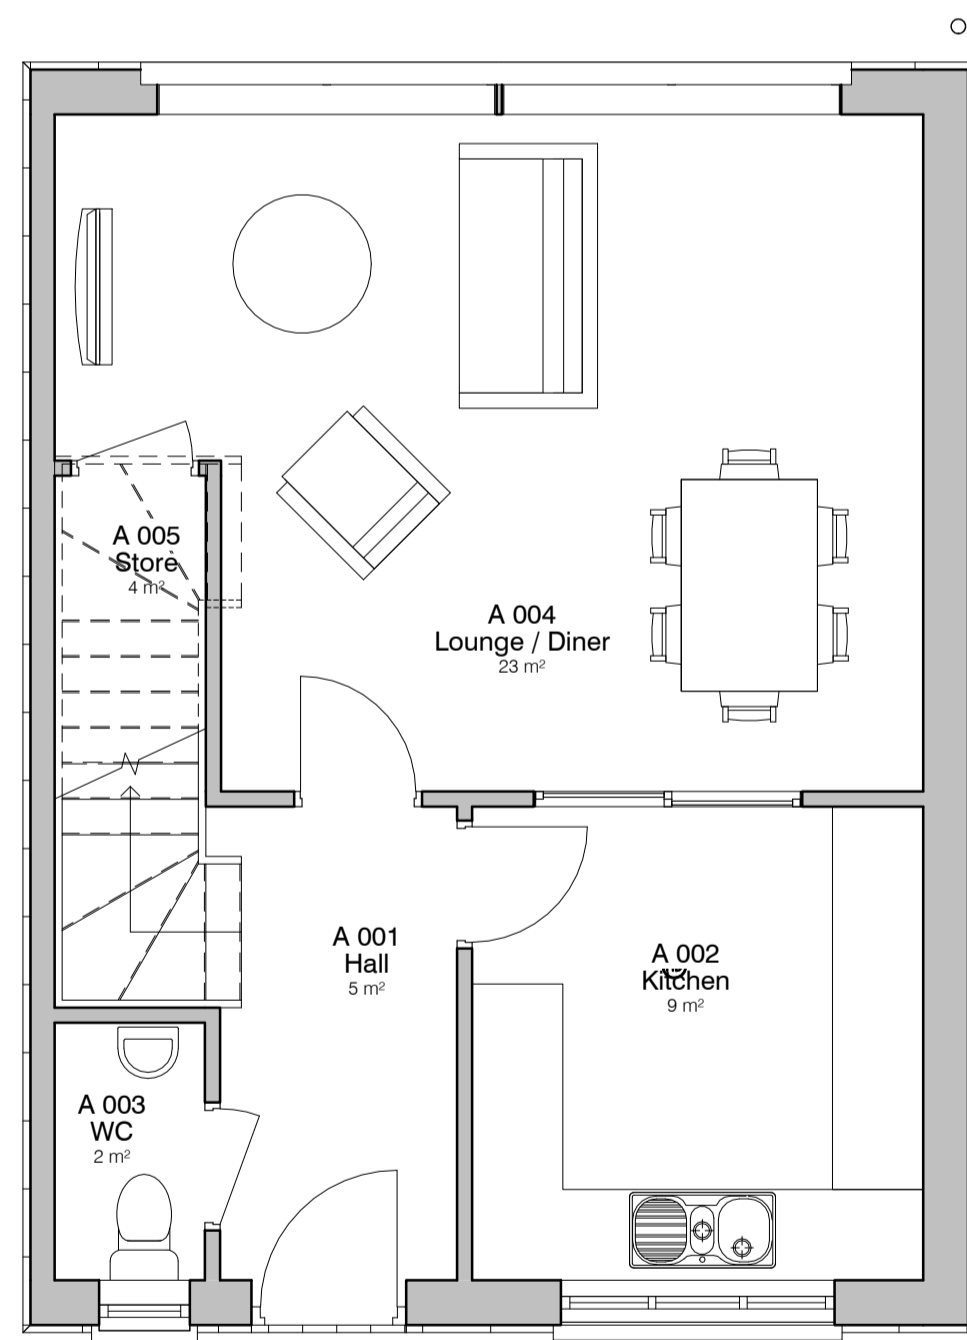 A 005
Store
4 m²
A 004
Lounge / Diner
23 m²
A 001
Hall
5 m²
A 002
Kitchen
9 m²
A 003
WC
2 m²